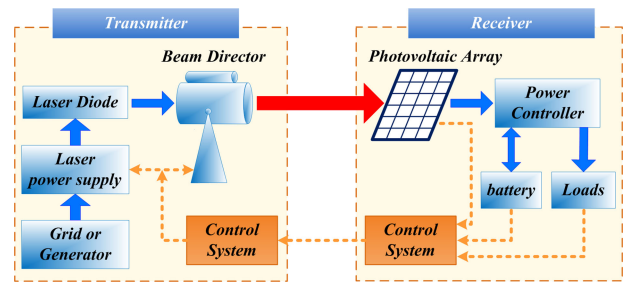 Transmitter
Receiver
Beam Director
Photovoltaic Array
Laser Diode
Power
Controller
Laser
power supply
battery
Loads
Grid or
Generator
Control
System
Control
System